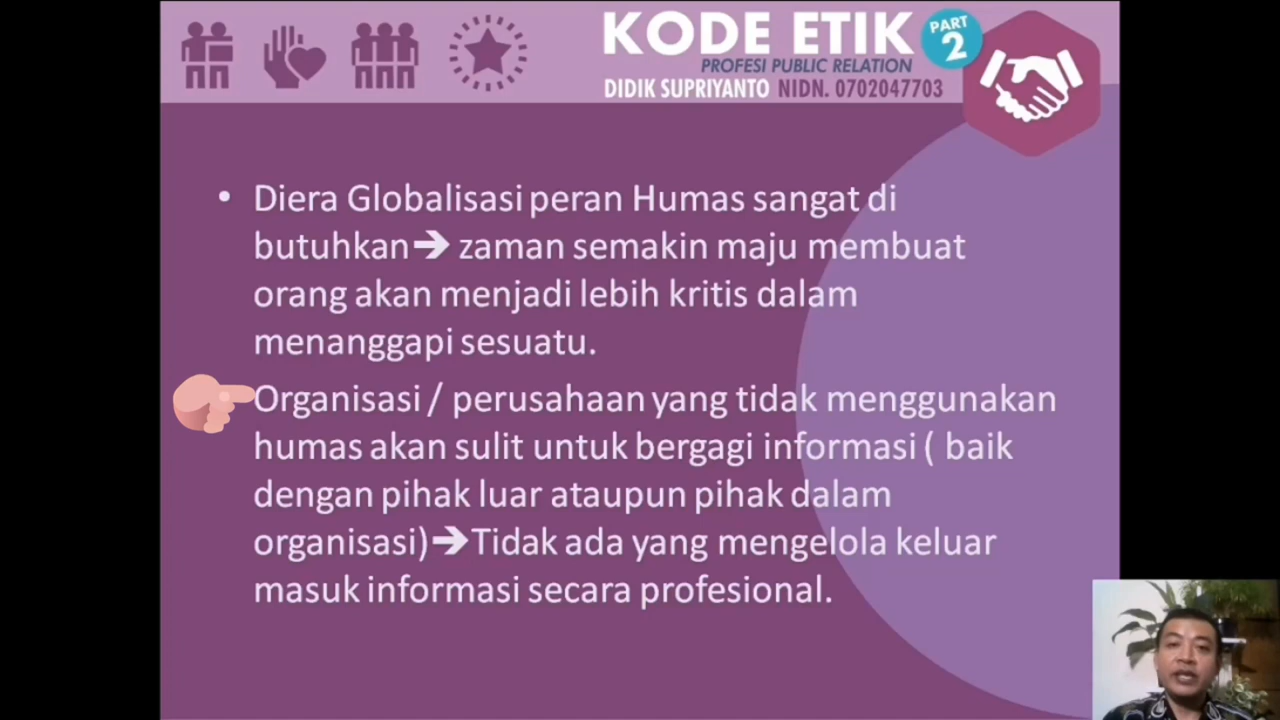 KODE ETIK
PART
2
PROFESI PUBLIC RELATION
DIDIK SUPRIYANTO NIDN. 0702047703
• Diera Globalisasi peran Humas sangat di
butuhkan➔ zaman semakin maju membuat
orang akan menjadi lebih kritis dalam
menanggapi sesuatu.
Organisasi / perusahaan yang tidak menggunakan
humas akan sulit untuk bergagi informasi ( baik
dengan pihak luar ataupun pihak dalam
organisasi)➔Tidak ada yang mengelola keluar
masuk informasi secara profesional.